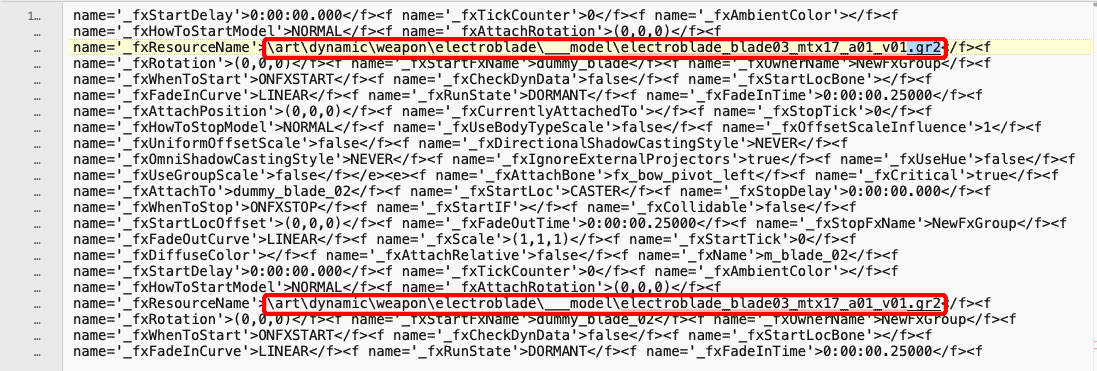 1… name='_fxStartDelay'>0:00:00.000</f><f name='_fxTickCounter'>0</f><f name='_fxAmbientColor'></f><f
… name='_fxHowToStartModel'>NORMAL</f><f name='_fxAttachRotation'>(0,0,0)</f><f
… name='_fxResourceName'>\art\dynamic\weapon\electroblade\___model\electroblade_blade03_mtx17_a01_v01.gr2</f><f
… name='_fxRotation'>(0,0,0)</f><f name='_fxStartFxName'>dummy_blade</f><f name='_fxOwnerName'>NewFxGroup</f><f
… name='_fxWhenToStart'>ONFXSTART</f><f name='_fxCheckDynData'>false</f><f name='_fxStartLocBone'></f><f
… name='_fxFadeInCurve'>LINEAR</f><f name='_fxRunState'>DORMANT</f><f name='_fxFadeInTime'>0:00:00.25000</f><f
… name='_fxAttachPosition'>(0,0,0)</f><f name='_fxCurrentlyAttachedTo'></f><f name='_fxStopTick'>0</f><f
… name='_fxHowToStopModel'>NORMAL</f><f name='_fxUseBodyTypeScale'>false</f><f name='_fxOffsetScaleInfluence'>1</f><f
… name='_fxUniformOffsetScale'>false</f><f name='_fxDirectionalShadowCastingStyle'>NEVER</f><f
… name='_fxOmniShadowCastingStyle'>NEVER</f><f name='_fxIgnoreExternalProjectors'>true</f><f name='_fxUseHue'>false</f><f
… name='_fxUseGroupScale'>false</f></e><e><f name='_fxAttachBone'>fx_bow_pivot_left</f><f name='_fxCritical'>true</f><f
… name='_fxAttachTo'>dummy_blade_02</f><f name='_fxStartLoc'>CASTER</f><f name='_fxStopDelay'>0:00:00.000</f><f
… name='_fxWhenToStop'>ONFXSTOP</f><f name='_fxStartIF'></f><f name='_fxCollidable'>false</f><f
… name='_fxStartLocOffset'>(0,0,0)</f><f name='_fxFadeOutTime'>0:00:00.25000</f><f name='_fxStopFxName'>NewFxGroup</f><f
… name='_fxFadeOutCurve'>LINEAR</f><f name='_fxScale'>(1,1,1)</f><f name='_fxStartTick'>0</f><f
… name='_fxDiffuseColor'></f><f name='_fxAttachRelative'>false</f><f name='_fxName'>m_blade_02</f><f
… name='_fxStartDelay'>0:00:00.000</f><f name='_fxTickCounter'>0</f><f name='_fxAmbientColor'></f><f
… name='_fxHowToStartModel'>NORMAL</f><f name='_fxAttachRotation'>(0,0,0)</f><f
… name='_fxResourceName'>\art\dynamic\weapon\electroblade\___model\electroblade_blade03_mtx17_a01_v01.gr2</f><f
… name='_fxRotation'>(0,0,0)</f><f name='_fxStartFxName'>dummy_blade_02</f><f name='_fxOwnerName'>NewFxGroup</f><f
… name='_fxWhenToStart'>ONFXSTART</f><f name='_fxCheckDynData'>false</f><f name='_fxStartLocBone'></f><f
… name='_fxFadeInCurve'>LINEAR</f><f name='_fxRunState'>DORMANT</f><f name='_fxFadeInTime'>0:00:00.25000</f><f